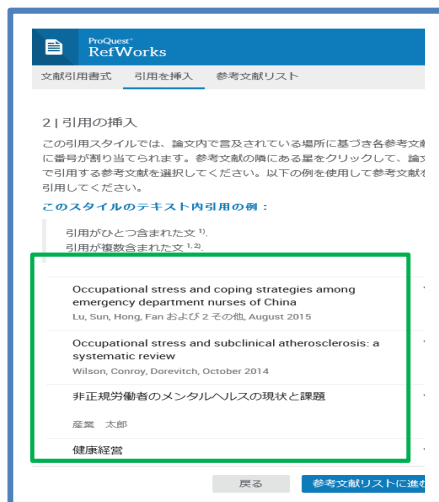 ProQuest®
RefWorks
文献引用書式 引用を挿入 参考文献リスト
2 | 引用の挿入
この引用スタイルでは、論文内で言及されている場所に基づき各参考文
に番号が割り当てられます。参考文献の隣にある星をクリックして、論
で引用する参考文献を選択してください。以下の例を使用して参考文献を
引用してください。
このスタイルのテキスト内引用の例：
引用がひとつ含まれた文 1).
引用が複数含まれた文 1,2).
Occupational stress and coping strategies among
emergency department nurses of China
Lu, Sun, Hong, Fan および 2 その他, August 2015
Occupational stress and subclinical atherosclerosis: a
systematic review
Wilson, Conroy, Dorevitch, October 2014
非正規労働者のメンタルヘルスの現状と課題
産業 太郎
健康経営
戻る 参考文献リストに進む